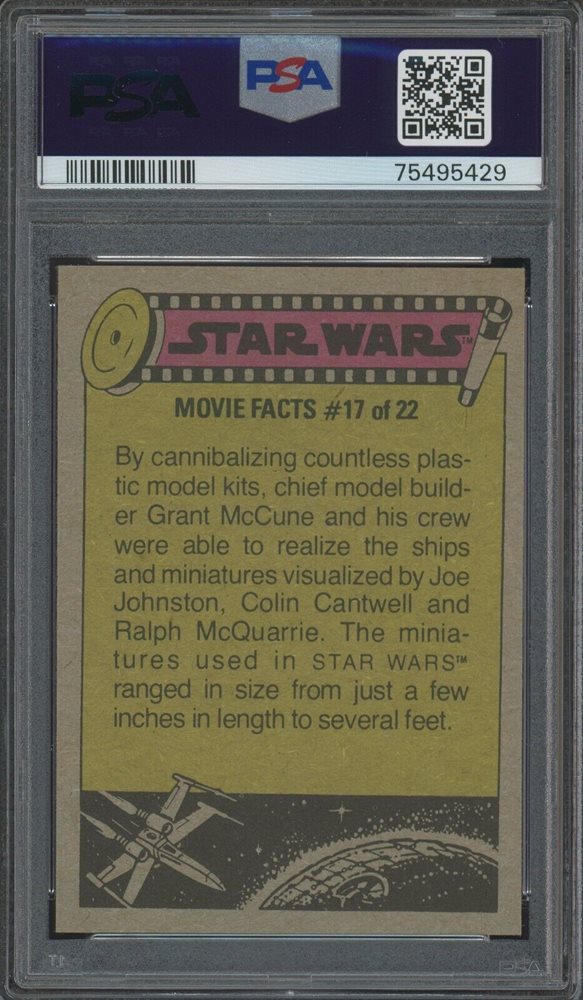 PSA
PSA
75495429
STAR WARS™
MOVIE FACTS #17 of 22
By cannibalizing countless plas-
tic model kits, chief model build-
er Grant McCune and his crew
were able to realize the ships
and miniatures visualized by Joe
Johnston, Colin Cantwell and
Ralph McQuarrie. The minia-
tures used in STAR WARS™
ranged in size from just a few
inches in length to several feet.
PSA